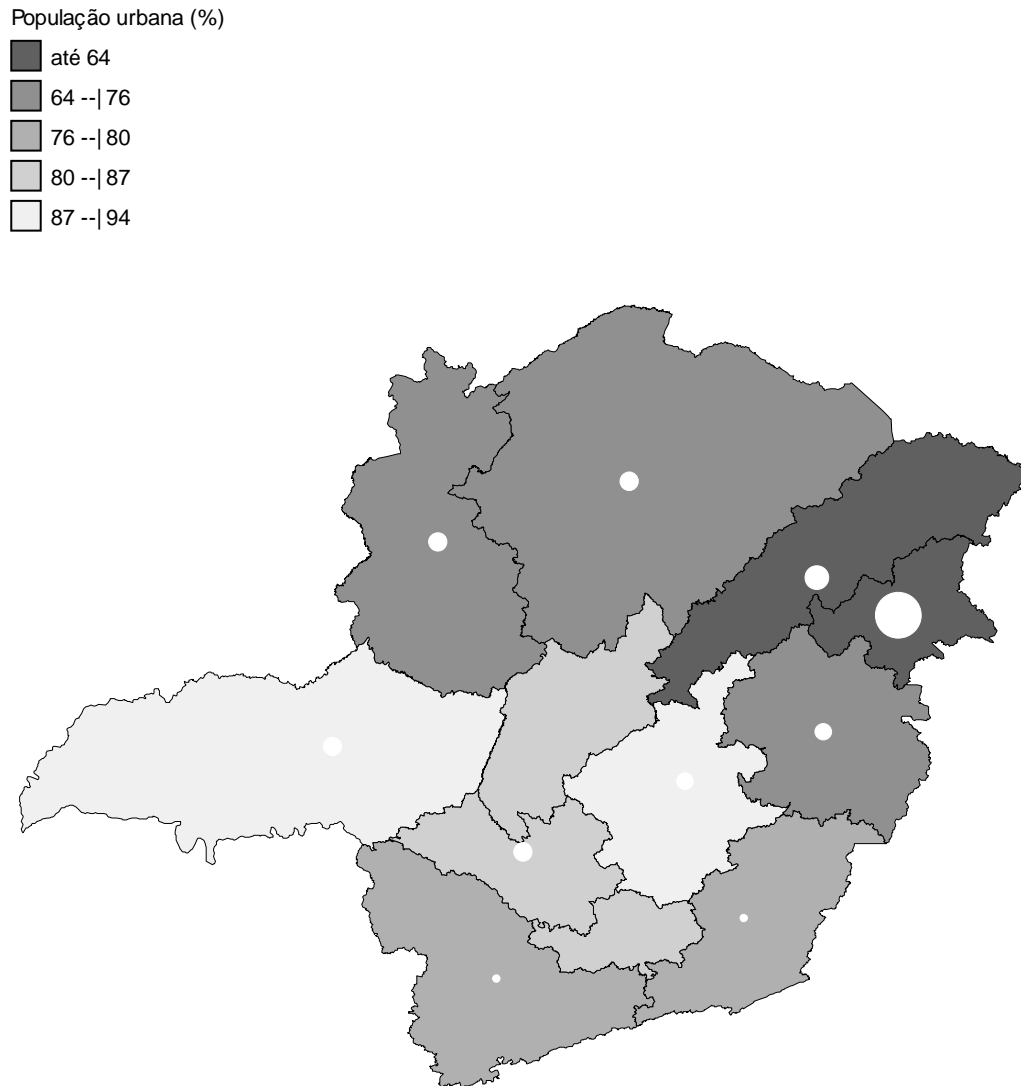 População urbana (%)
até 64
64 --| 76
76 --| 80
80 --| 87
87 --| 94